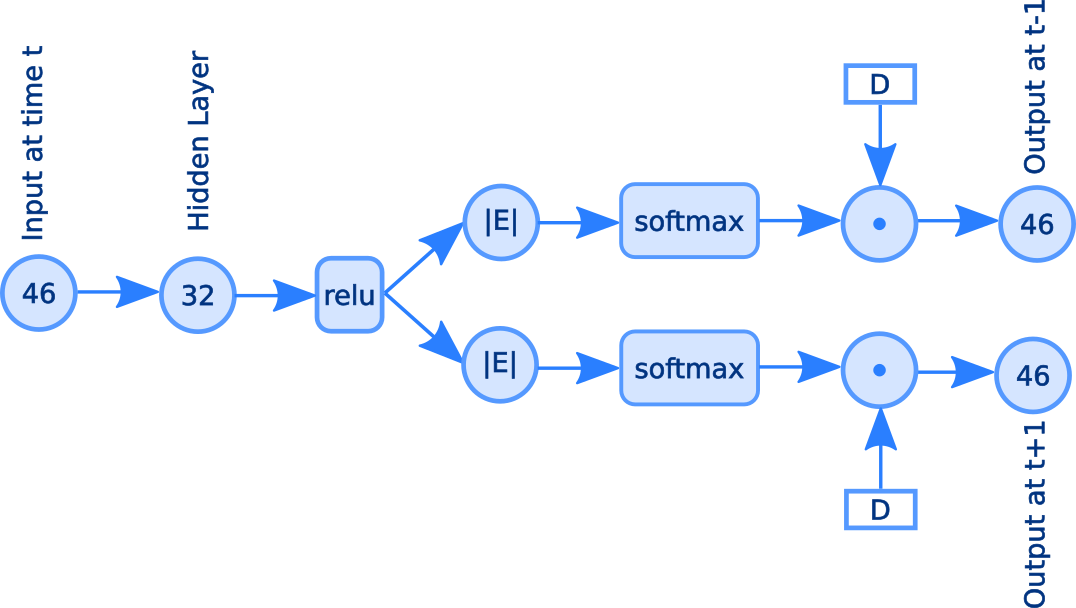 Input at time t
Hidden Layer
Output at t-1
D
|E|
softmax
•
46
46
32
relu
|E|
softmax
•
46
D
Output at t+1